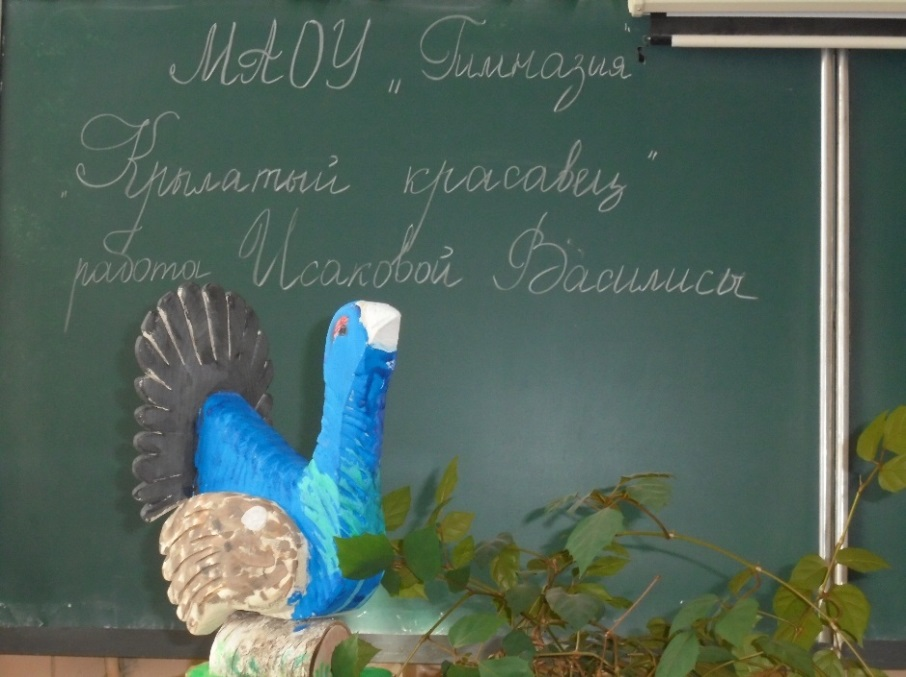 МАОУ „Гимназия"
„Крылатый красавец"
работа Исаковой Василисы